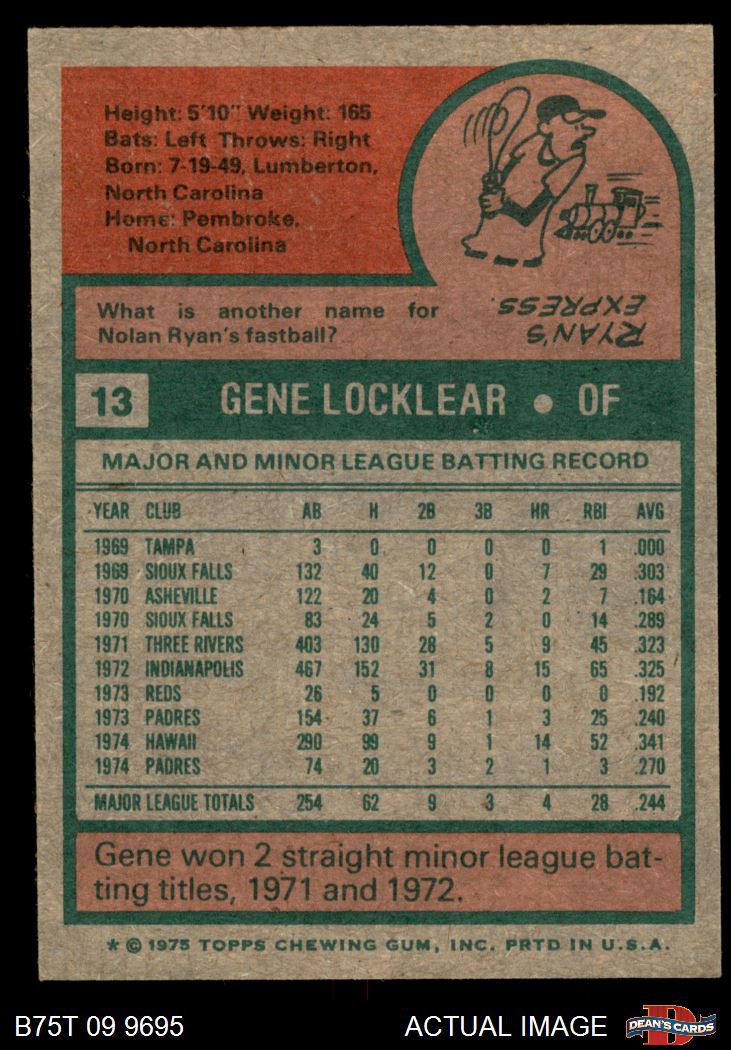 Height: 5'10" Weight: 165
Bats: Left Throws: Right
Born: 7-19-49, Lumberton,
North Carolina
Home: Pembroke,
North Carolina
What is another name for
Nolan Ryan's fastball?
RYAN'S
EXPRESS.
13 GENE LOCKLEAR • OF
MAJOR AND MINOR LEAGUE BATTING RECORD
YEAR CLUB AB H 2B 3B HR RBI AVG
1969 TAMPA 3 0 0 0 0 1 .000
1969 SIOUX FALLS 132 40 12 0 7 29 .303
1970 ASHEVILLE 122 20 4 0 2 7 .164
1970 SIOUX FALLS 83 24 5 2 0 14 .289
1971 THREE RIVERS 403 130 28 5 9 45 .323
1972 INDIANAPOLIS 467 152 31 8 15 65 .325
1973 REDS 26 5 0 0 0 0 .192
1973 PADRES 154 37 6 1 3 25 .240
1974 HAWAII 290 99 9 1 14 52 .341
1974 PADRES 74 20 3 2 1 3 .270
MAJOR LEAGUE TOTALS 254 62 9 3 4 28 .244
Gene won 2 straight minor league bat-
ting titles, 1971 and 1972.
* © 1975 TOPPS CHEWING GUM, INC. PRTD IN U.S.A.
B75T 09 9695 ACTUAL IMAGE DEAN'S CARDS